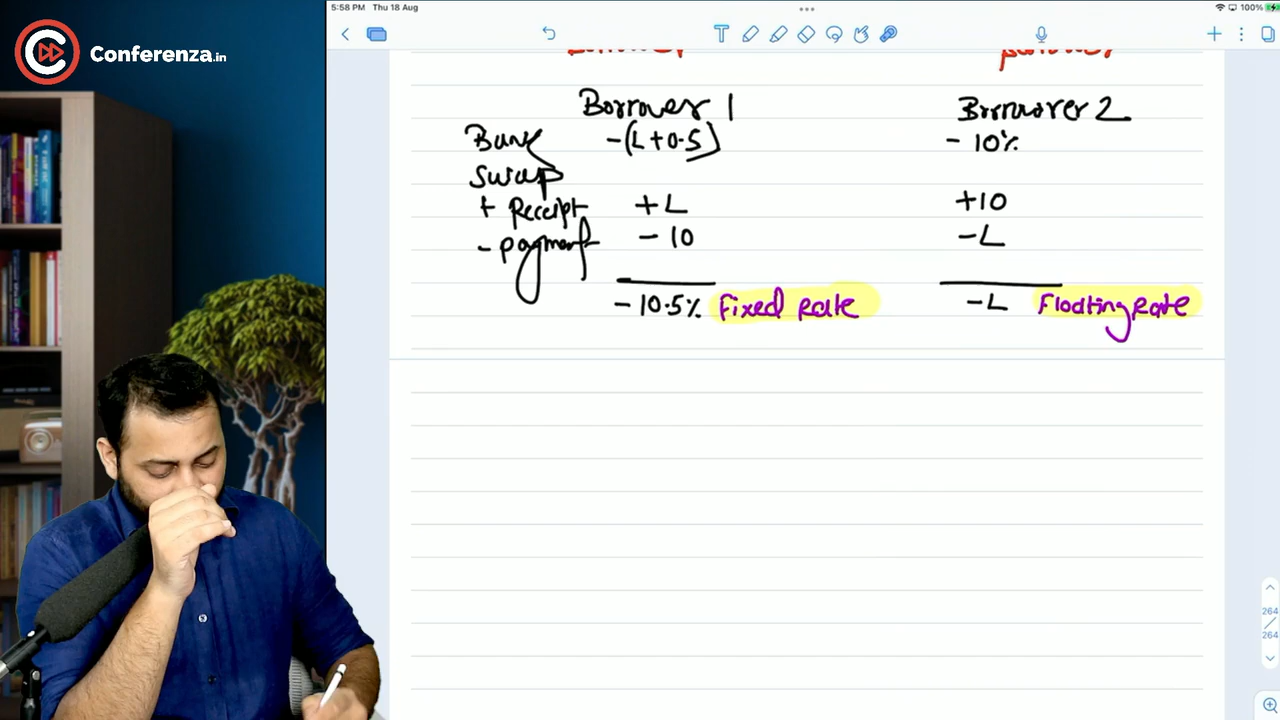 5:58 PM Thu 18 Aug
100%
Conferenza.in
T
Borrower 1 Borrower 2
Bank -(L+0.5) - 10%
Swap
+ Receipt +L +10
- payment - 10 -L
- 10.5% Fixed Rate -L Floating Rate
264
264